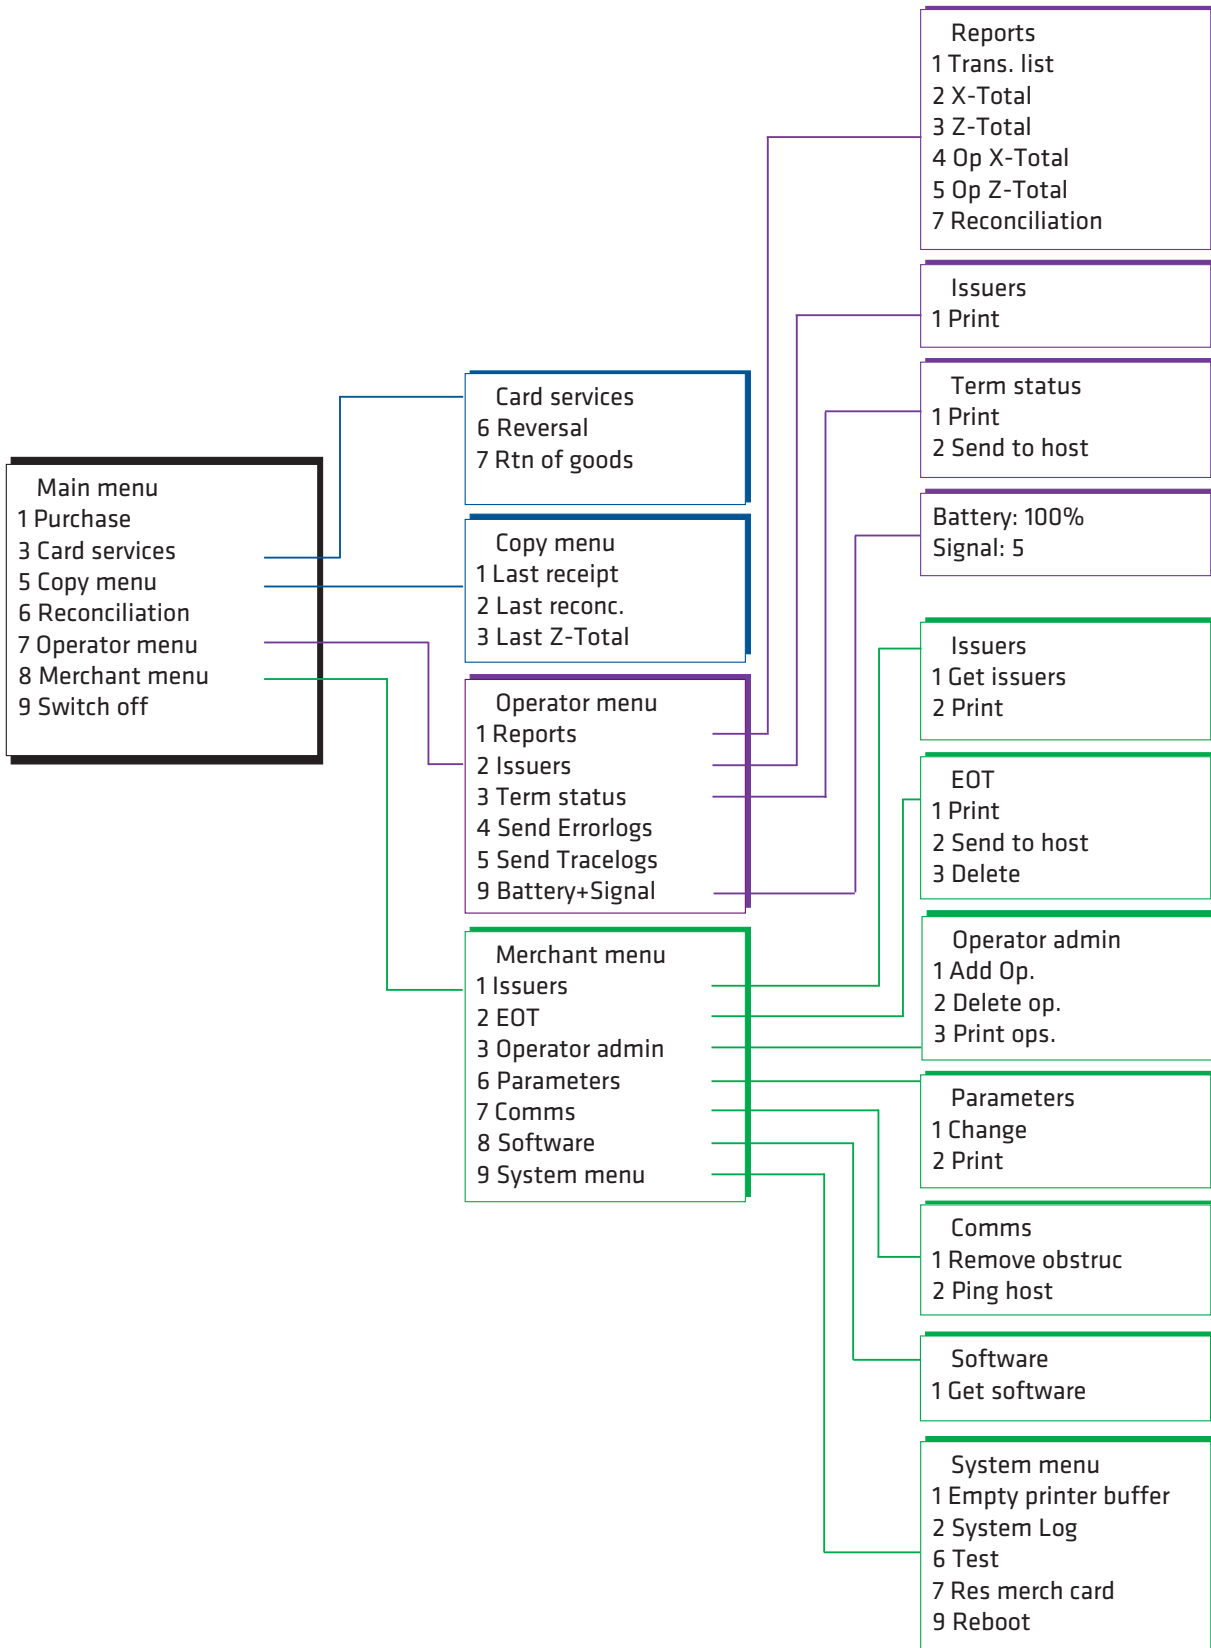 Main menu
1 Purchase
3 Card services
5 Copy menu
6 Reconciliation
7 Operator menu
8 Merchant menu
9 Switch off
Card services
6 Reversal
7 Rtn of goods
Copy menu
1 Last receipt
2 Last reconc.
3 Last Z-Total
Operator menu
1 Reports
2 Issuers
3 Term status
4 Send Errorlogs
5 Send Tracelogs
9 Battery+Signal
Merchant menu
1 Issuers
2 EOT
3 Operator admin
6 Parameters
7 Comms
8 Software
9 System menu
Reports
1 Trans. list
2 X-Total
3 Z-Total
4 Op X-Total
5 Op Z-Total
7 Reconciliation
Issuers
1 Print
Term status
1 Print
2 Send to host
Battery: 100%
Signal: 5
Issuers
1 Get issuers
2 Print
EOT
1 Print
2 Send to host
3 Delete
Operator admin
1 Add Op.
2 Delete op.
3 Print ops.
Parameters
1 Change
2 Print
Comms
1 Remove obstruc
2 Ping host
Software
1 Get software
System menu
1 Empty printer buffer
2 System Log
6 Test
7 Res merch card
9 Reboot